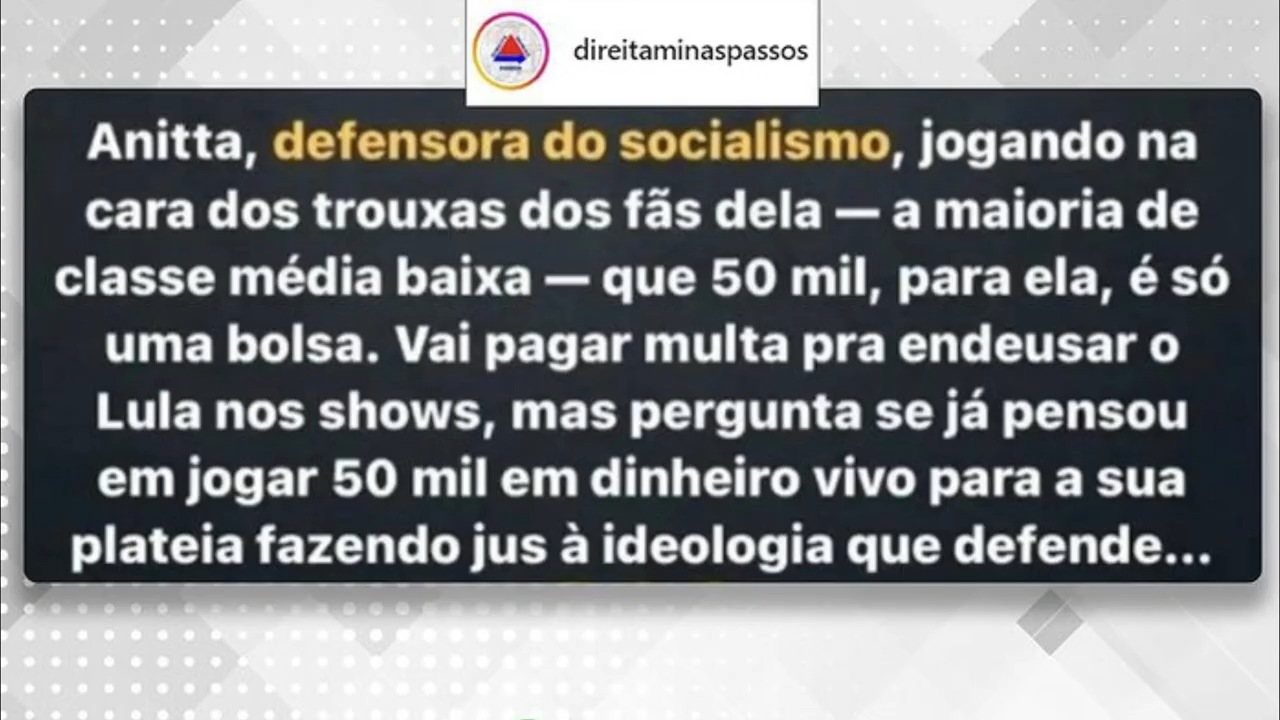 direitaminaspassos
Anitta, defensora do socialismo, jogando na
cara dos trouxas dos fãs dela — a maioria de
classe média baixa — que 50 mil, para ela, é só
uma bolsa. Vai pagar multa pra endeusar o
Lula nos shows, mas pergunta se já pensou
em jogar 50 mil em dinheiro vivo para a sua
plateia fazendo jus à ideologia que defende...